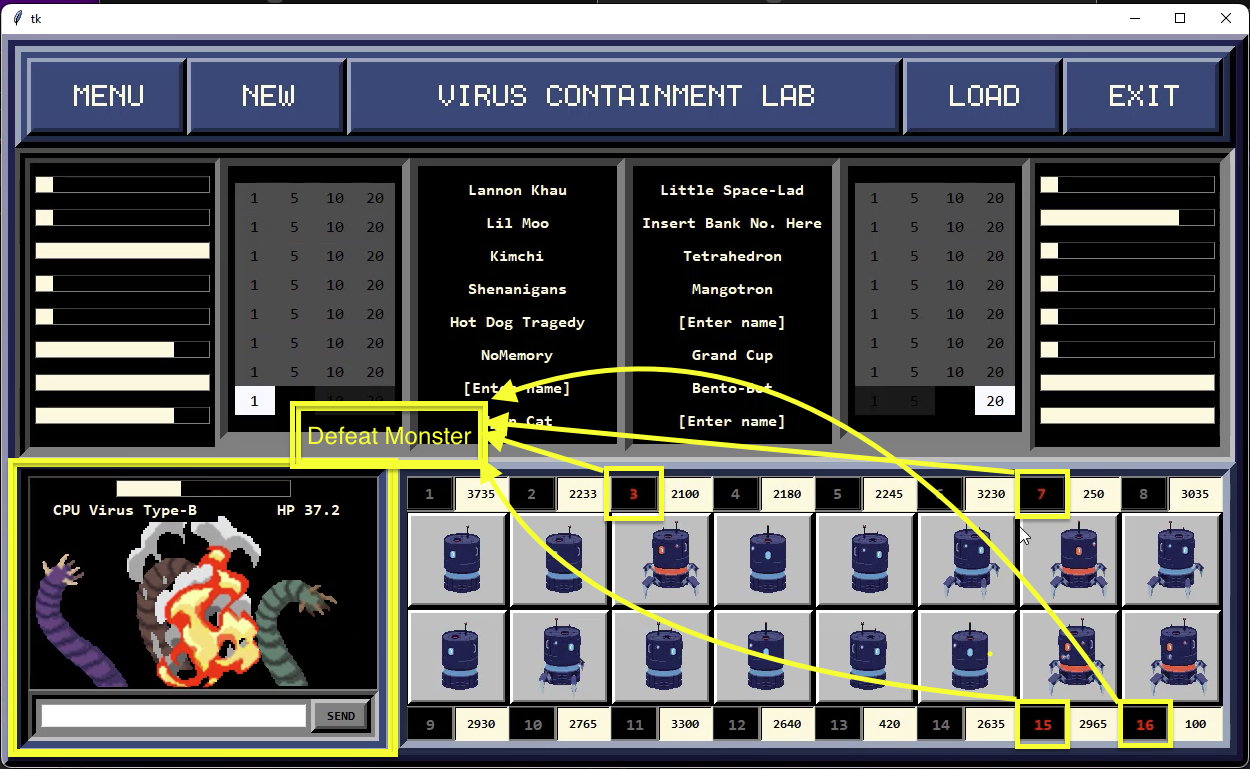 tk
MENU
NEW
VIRUS CONTAINMENT LAB
LOAD
EXIT
1 5 10 20
1 5 10 20
1 5 10 20
1 5 10 20
1 5 10 20
1 5 10 20
1 5 10 20
1 10 20
Lannon Khau
Lil Moo
Kimchi
Shenanigans
Hot Dog Tragedy
NoMemory
[Enter name]
Cat
Little Space-Lad
Insert Bank No. Here
Tetrahedron
Mangotron
[Enter name]
Grand Cup
Bento-Bot
[Enter name]
1 5 10 20
1 5 10 20
1 5 10 20
1 5 10 20
1 5 10 20
1 5 10 20
1 5 10 20
1 5 20
Defeat Monster
CPU Virus Type-B HP 37.2
SEND
1 3735 2 2233 3 2100 4 2180 5 2245 6 3230 7 250 8 3035
9 2930 10 2765 11 3300 12 2640 13 420 14 2635 15 2965 16 100